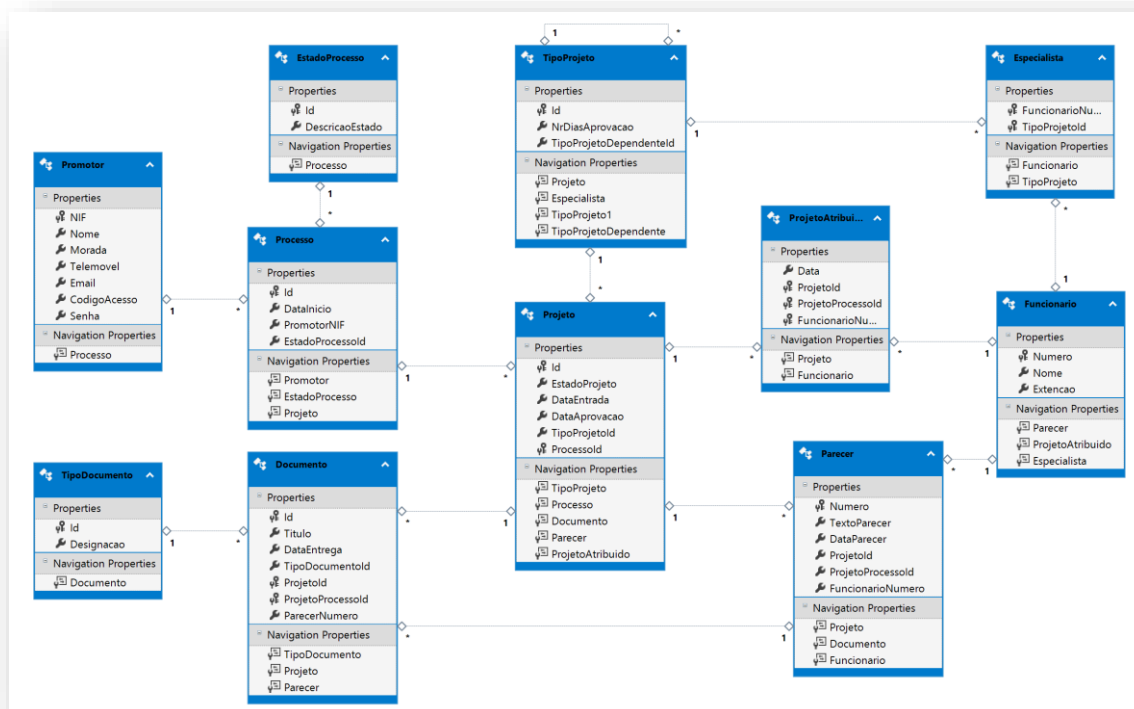 EstadoProcesso
Properties
Id
DescricaoEstado
Navigation Properties
Processo
1
*
TipoProjeto
Properties
Id
NrDiasAprovacao
TipoProjetoDependenteId
Navigation Properties
Projeto
Especialista
TipoProjeto1
TipoProjetoDependente
1
*
Especialista
Properties
FuncionarioNu...
TipoProjetoId
Navigation Properties
Funcionario
TipoProjeto
1
*
Promotor
Properties
NIF
Nome
Morada
Telemovel
Email
CodigoAcesso
Senha
Navigation Properties
Processo
1
*
Processo
Properties
Id
DataInicio
PromotorNIF
EstadoProcessoId
Navigation Properties
Promotor
EstadoProcesso
Projeto
1
*
1
*
ProjetoAtribui...
Properties
Data
ProjetoId
ProjetoProcessoId
FuncionarioNu...
Navigation Properties
Projeto
Funcionario
*
1
Projeto
Properties
Id
EstadoProjeto
DataEntrada
DataAprovacao
TipoProjetoId
ProcessoId
Navigation Properties
TipoProjeto
Processo
Documento
Parecer
ProjetoAtribuido
1
*
*
1
Funcionario
Properties
Numero
Nome
Extencao
Navigation Properties
Parecer
ProjetoAtribuido
Especialista
TipoDocumento
Properties
Id
Designacao
Navigation Properties
Documento
1
*
Documento
Properties
Id
Titulo
DataEntrega
TipoDocumentoId
ProjetoId
ProjetoProcessoId
ParecerNumero
Navigation Properties
TipoDocumento
Projeto
Parecer
*
1
1
*
*
1
Parecer
Properties
Numero
TextoParecer
DataParecer
ProjetoId
ProjetoProcessoId
FuncionarioNumero
Navigation Properties
Projeto
Documento
Funcionario
*
1